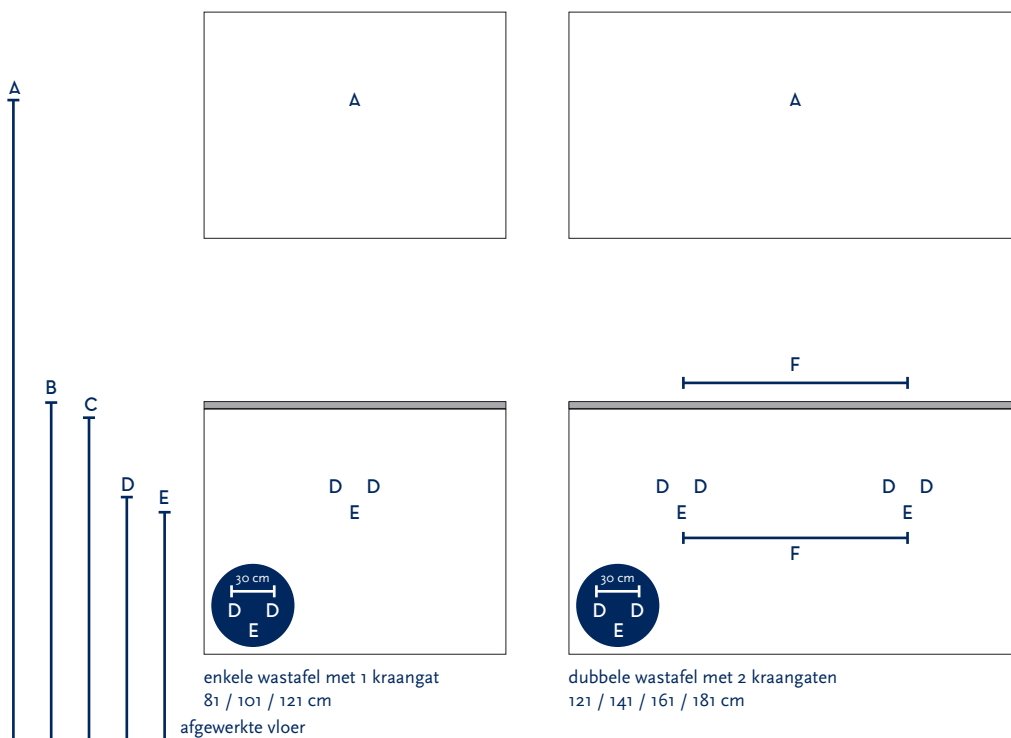 A
A
A
F
B
C
D
E
D D
E
D D
E
D D
E
F
30 cm
D D
E
30 cm
D D
E
enkele wastafel met 1 kraangat
81 / 101 / 121 cm
dubbele wastafel met 2 kraangaten
121 / 141 / 161 / 181 cm
afgewerkte vloer